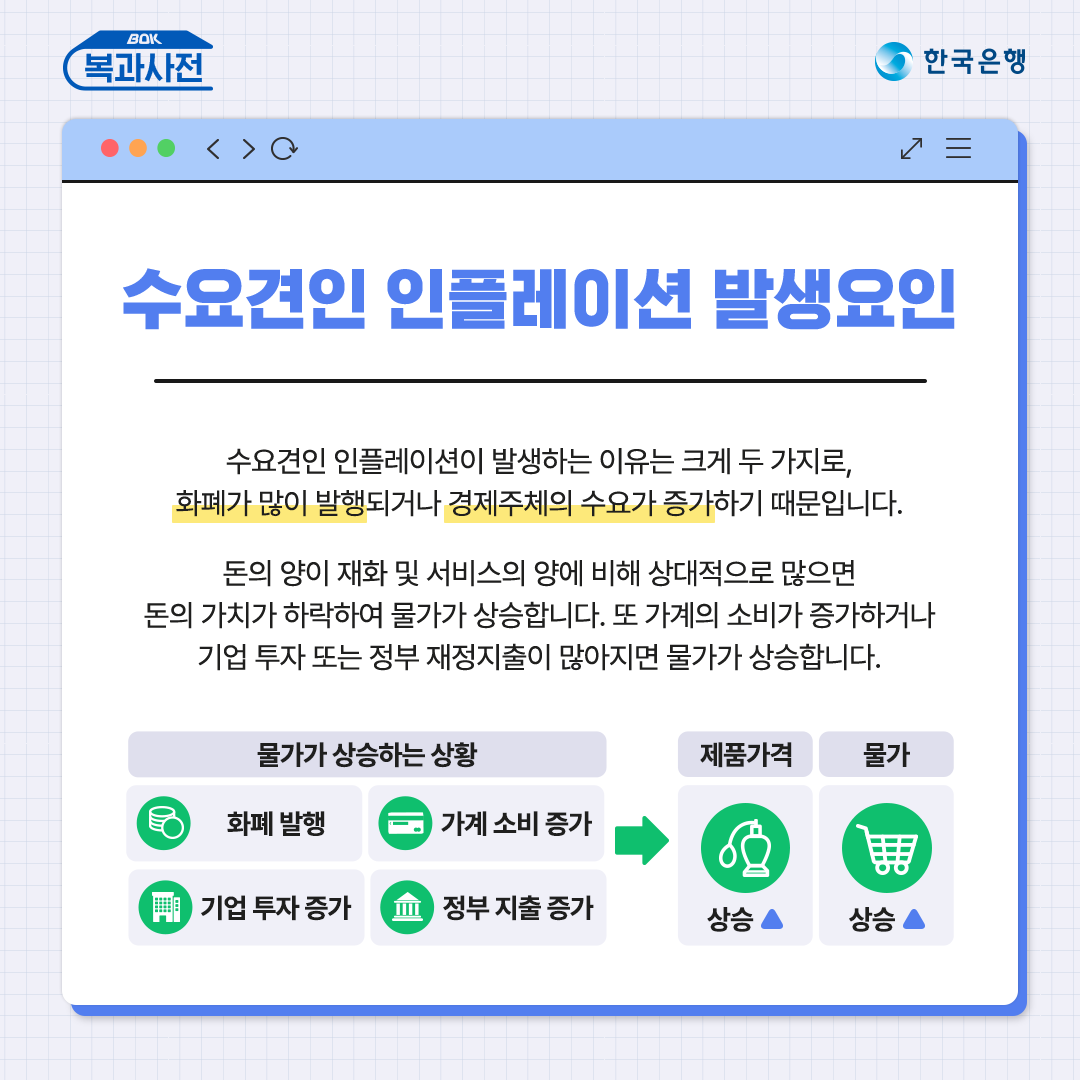 BOK
복과사전
한국은행
수요견인 인플레이션 발생요인
수요견인 인플레이션이 발생하는 이유는 크게 두 가지로,
화폐가 많이 발행되거나 경제주체의 수요가 증가하기 때문입니다.
돈의 양이 재화 및 서비스의 양에 비해 상대적으로 많으면
돈의 가치가 하락하여 물가가 상승합니다. 또 가계의 소비가 증가하거나
기업 투자 또는 정부 재정지출이 많아지면 물가가 상승합니다.
물가가 상승하는 상황
화폐 발행
가계 소비 증가
기업 투자 증가
정부 지출 증가
제품가격
상승
물가
상승